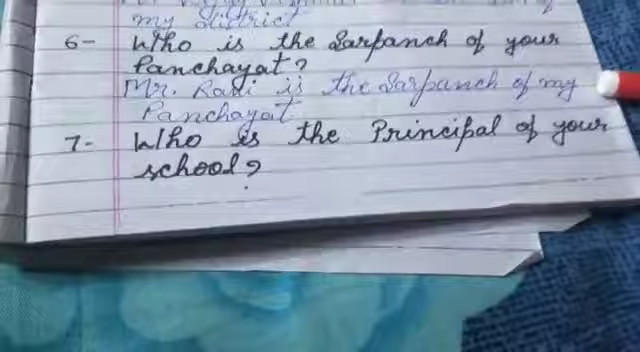 my district
6- Who is the Sarpanch of your
Panchayat?
Mr. Ravi is the Sarpanch of my
Panchayat
7- Who is the Principal of your
school?